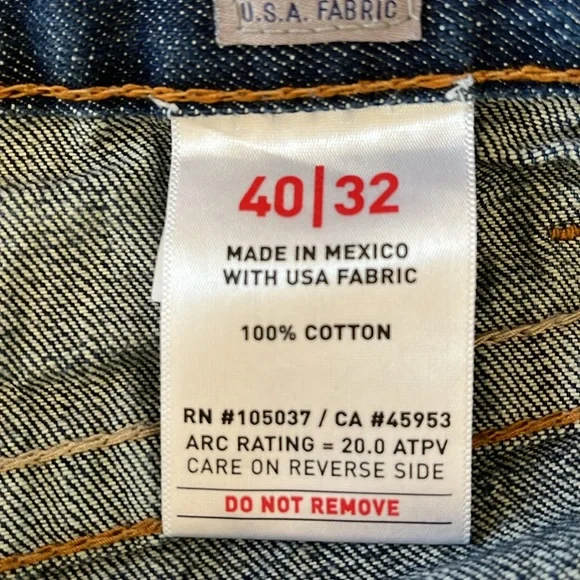 U.S.A. FABRIC
40|32
MADE IN MEXICO
WITH USA FABRIC
100% COTTON
RN #105037 / CA #45953
ARC RATING = 20.0 ATPV
CARE ON REVERSE SIDE
DO NOT REMOVE